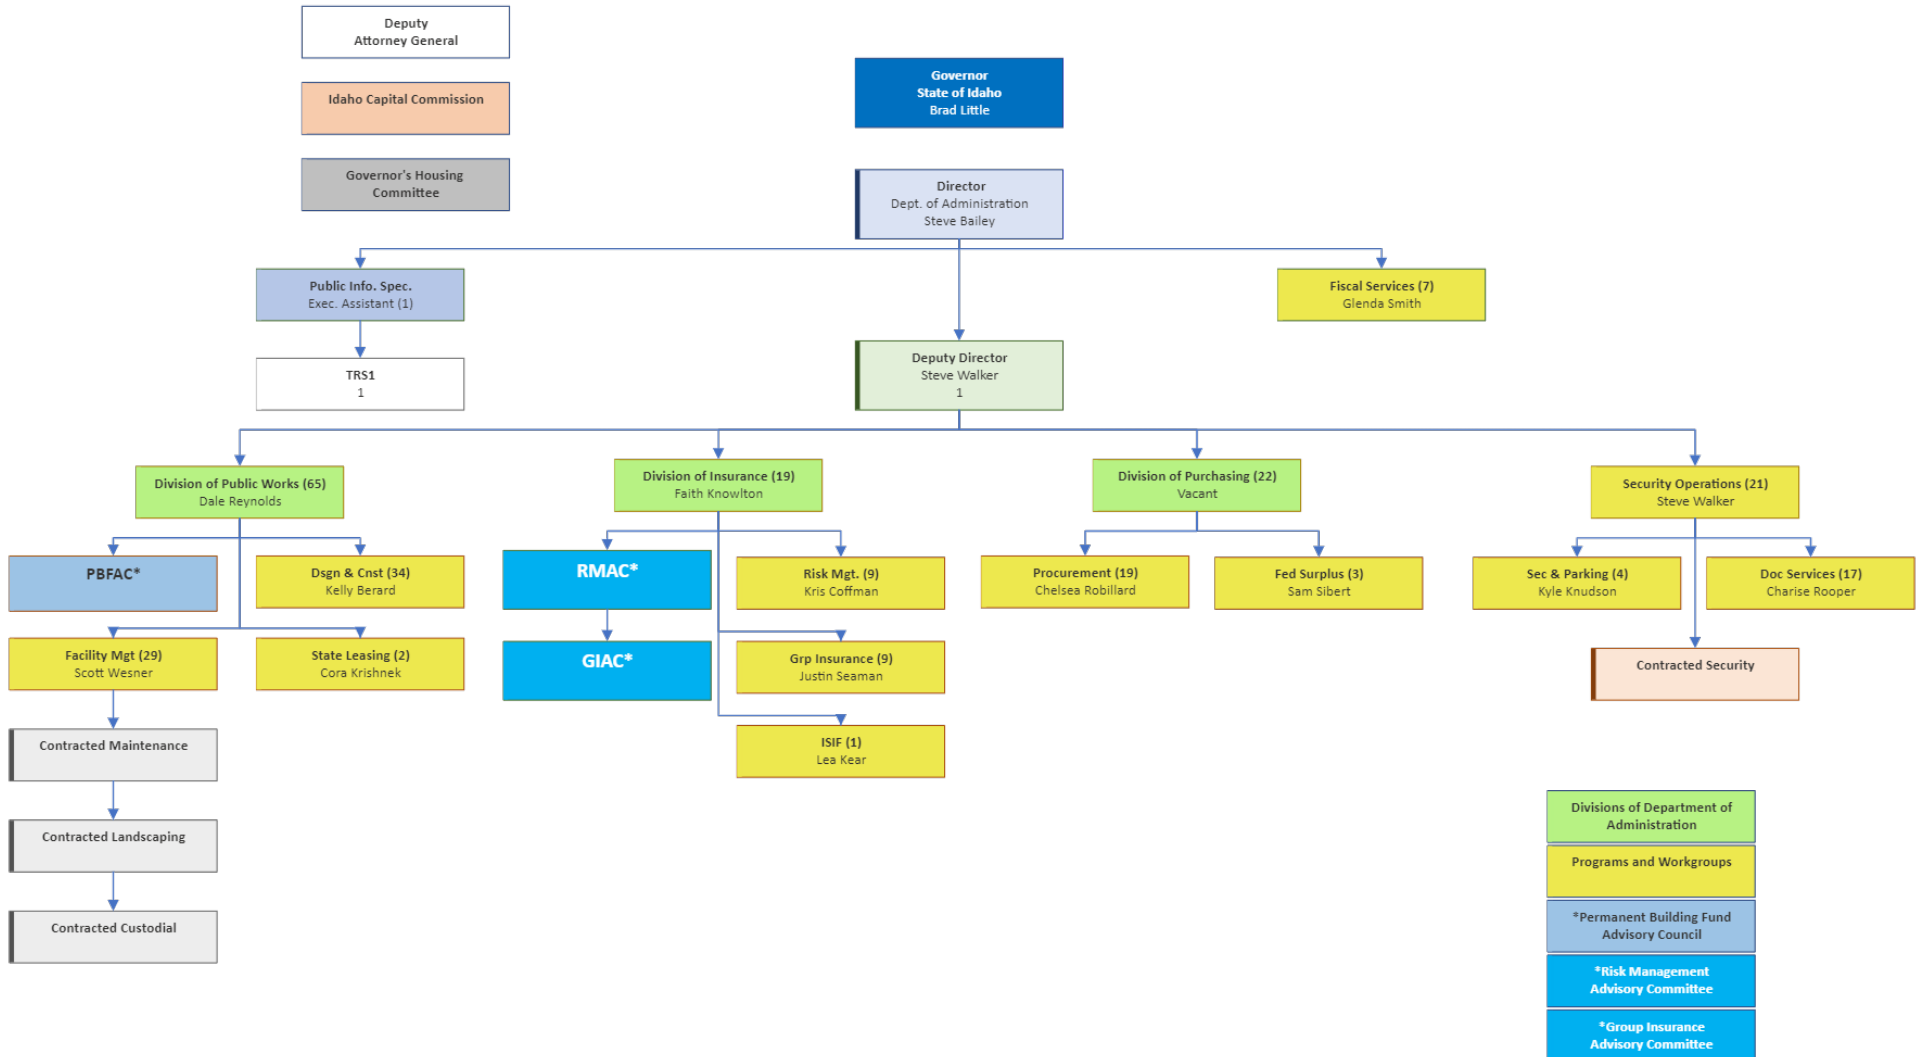 Deputy
Attorney General
Idaho Capital Commission
Governor's Housing
Committee
Governor
State of Idaho
Brad Little
Director
Dept. of Administration
Steve Bailey
Public Info. Spec.
Exec. Assistant (1)
Fiscal Services (7)
Glenda Smith
TRS1
1
Deputy Director
Steve Walker
1
Division of Public Works (65)
Dale Reynolds
Division of Insurance (19)
Faith Knowlton
Division of Purchasing (22)
Vacant
Security Operations (21)
Steve Walker
PBFAC*
Dsgn & Cnst (34)
Kelly Berard
RMAC*
Risk Mgt. (9)
Kris Coffman
Procurement (19)
Chelsea Robillard
Fed Surplus (3)
Sam Sibert
Sec & Parking (4)
Kyle Knudson
Doc Services (17)
Charise Rooper
Facility Mgt (29)
Scott Wesner
State Leasing (2)
Cora Krishnek
GIAC*
Grp Insurance (9)
Justin Seaman
Contracted Security
Contracted Maintenance
ISIF (1)
Lea Kear
Contracted Landscaping
Contracted Custodial
Divisions of Department of
Administration
Programs and Workgroups
*Permanent Building Fund
Advisory Council
*Risk Management
Advisory Committee
*Group Insurance
Advisory Committee